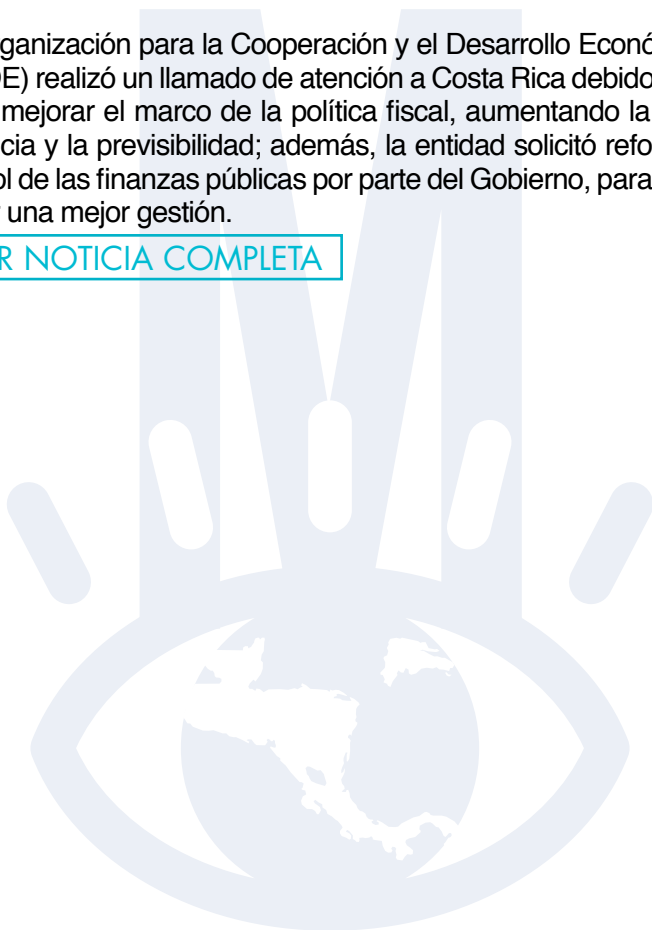 ganización para la Cooperación y el Desarrollo Econó
DE) realizó un llamado de atención a Costa Rica debido
mejorar el marco de la política fiscal, aumentando la
cia y la previsibilidad; además, la entidad solicitó refo
ol de las finanzas públicas por parte del Gobierno, para
una mejor gestión.
R NOTICIA COMPLETA